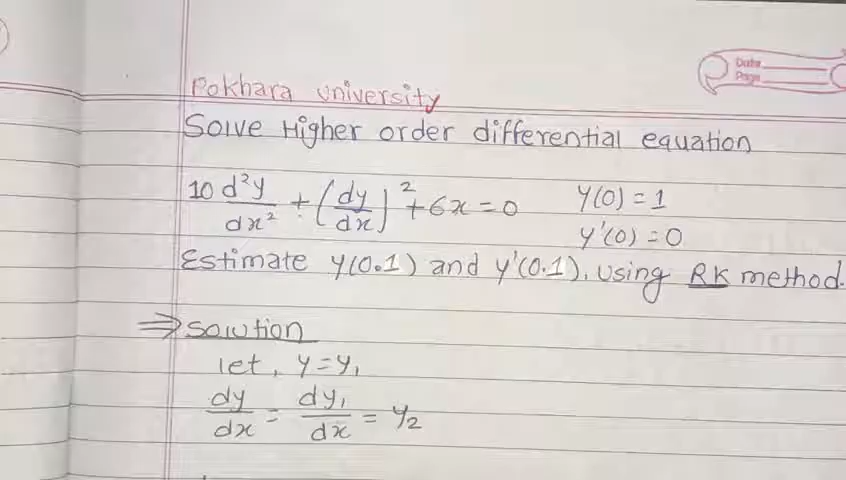 Date
Page
Pokhara University
Solve Higher order differential equation
10 d²y/dx² + (dy/dx)² + 6x = 0    y(0) = 1
y'(0) = 0
Estimate y(0.1) and y'(0.1), using RK method.
⇒ Solution
let, y = y₁
dy/dx = dy₁/dx = y₂